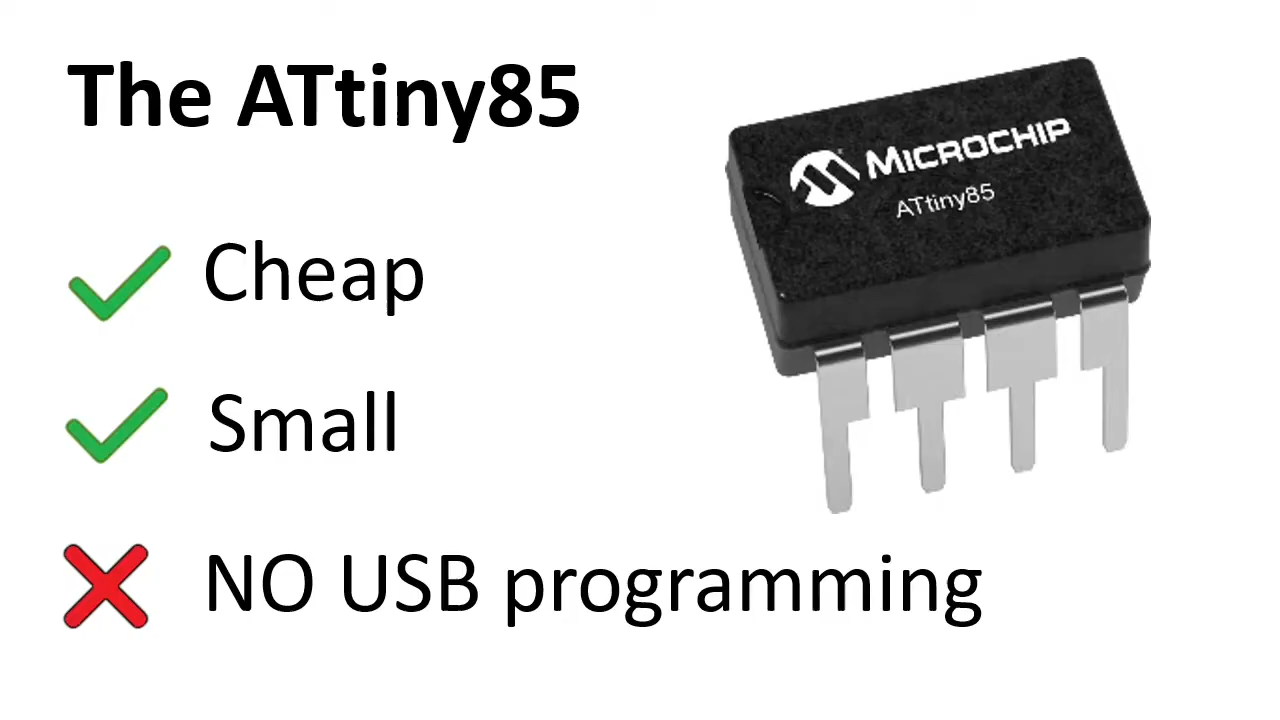 The ATtiny85
MICROCHIP
ATtiny85
Cheap
Small
NO USB programming